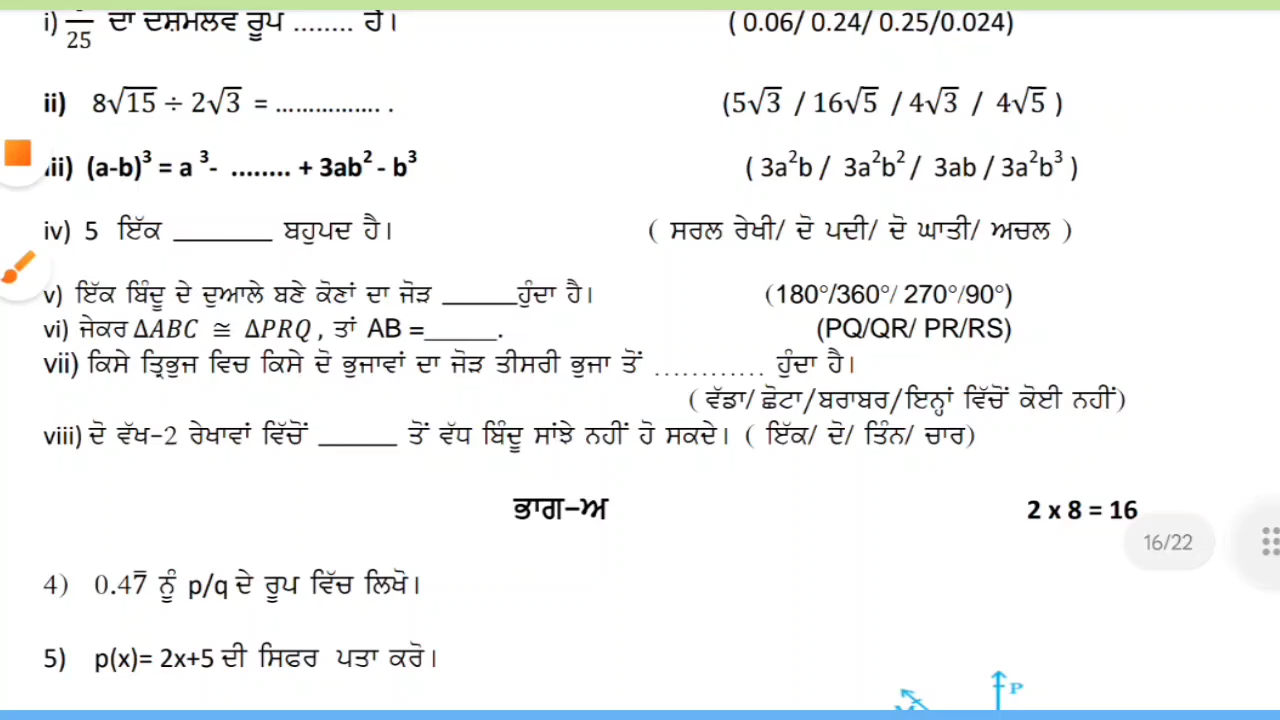 i) /25 ਦਾ ਦਸ਼ਮਲਵ ਰੂਪ ........ ਹੈ। ( 0.06/ 0.24/ 0.25/0.024)
ii) 8√15 ÷ 2√3 = ................ . (5√3 / 16√5 / 4√3 / 4√5 )
iii) (a-b)³ = a ³- ........ + 3ab² - b³ ( 3a²b / 3a²b² / 3ab / 3a²b³ )
iv) 5 ਇੱਕ _______ ਬਹੁਪਦ ਹੈ। ( ਸਰਲ ਰੇਖੀ/ ਦੋ ਪਦੀ/ ਦੋ ਘਾਤੀ/ ਅਚਲ )
v) ਇੱਕ ਬਿੰਦੂ ਦੇ ਦੁਆਲੇ ਬਣੇ ਕੋਣਾਂ ਦਾ ਜੋੜ ______ਹੁੰਦਾ ਹੈ। (180°/360°/ 270°/90°)
vi) ਜੇਕਰ ΔABC ≅ ΔPRQ , ਤਾਂ AB =_____. (PQ/QR/ PR/RS)
vii) ਕਿਸੇ ਤ੍ਰਿਭੁਜ ਵਿਚ ਕਿਸੇ ਦੋ ਭੁਜਾਵਾਂ ਦਾ ਜੋੜ ਤੀਸਰੀ ਭੁਜਾ ਤੋਂ ............ ਹੁੰਦਾ ਹੈ।
( ਵੱਡਾ/ ਛੋਟਾ/ਬਰਾਬਰ/ਇਨ੍ਹਾਂ ਵਿੱਚੋਂ ਕੋਈ ਨਹੀਂ)
viii) ਦੋ ਵੱਖ-2 ਰੇਖਾਵਾਂ ਵਿੱਚੋਂ ______ ਤੋਂ ਵੱਧ ਬਿੰਦੂ ਸਾਂਝੇ ਨਹੀਂ ਹੋ ਸਕਦੇ। ( ਇੱਕ/ ਦੋ/ ਤਿੰਨ/ ਚਾਰ)
ਭਾਗ-ਅ 2 x 8 = 16
16/22
4) 0.47̅ ਨੂੰ p/q ਦੇ ਰੂਪ ਵਿੱਚ ਲਿਖੋ।
5) p(x)= 2x+5 ਦੀ ਸਿਫਰ ਪਤਾ ਕਰੋ।
P